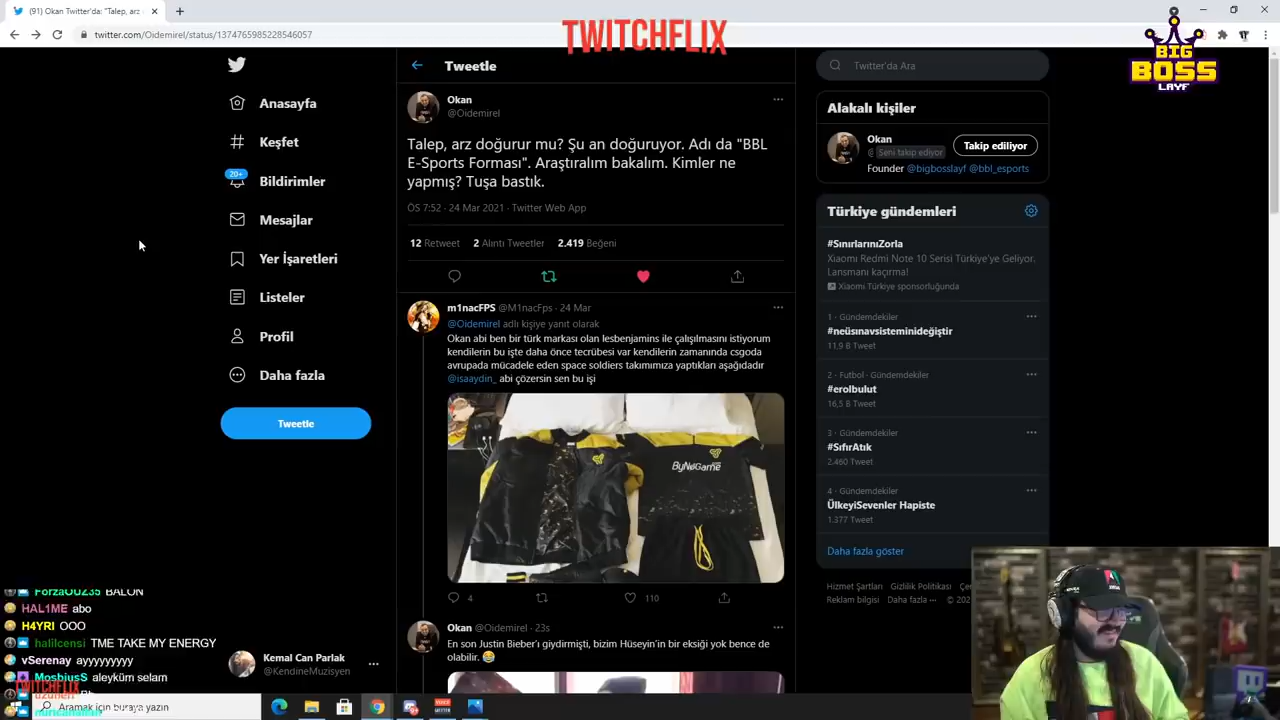 (91) Okan Twitter'da: "Talep, arz
twitter.com/Oidemirel/status/1374765985228546057
TWITCHFLIX
BIG
BOSS
LAYF
Anasayfa
Keşfet
20+
Bildirimler
Mesajlar
Yer İşaretleri
Listeler
Profil
Daha fazla
Tweetle
Kemal Can Parlak
@KendineMuzisyen
Tweetle
Okan
@Oidemirel
Talep, arz doğurur mu? Şu an doğuruyor. Adı da "BBL
E-Sports Forması". Araştıralım bakalım. Kimler ne
yapmış? Tuşa bastık.
ÖS 7:52 · 24 Mar 2021 · Twitter Web App
12 Retweet 2 Alıntı Tweetler 2.419 Beğeni
m1nacFPS @M1nacFps · 24 Mar
@Oidemirel adlı kişiye yanıt olarak
Okan abi ben bir türk markası olan lesbenjamins ile çalışılmasını istiyorum
kendilerin bu işte daha önce tecrübesi var kendilerin zamanında csgoda
avrupada mücadele eden space soldiers takımımıza yaptıkları aşağıdadır
@isaaydin_ abi çözersin sen bu işi
ByNoGame
4 110
Okan @Oidemirel · 23s
En son Justin Bieber'ı giydirmişti, bizim Hüseyin'in bir eksiği yok bence de
olabilir.
Twitter'da Ara
Alakalı kişiler
Okan
Seni takip ediyor
Takip ediliyor
Founder @bigbosslayf @bbl_esports
Türkiye gündemleri
#SınırlarınıZorla
Xiaomi Redmi Note 10 Serisi Türkiye'ye Geliyor.
Lansmanı kaçırma!
Xiaomi Türkiye sponsorluğunda
1 · Gündemdekiler
#neüsınavsisteminideğiştir
11,9 B Tweet
2 · Futbol · Gündemdekiler
#erolbulut
16,5 B Tweet
3 · Gündemdekiler
#SıfırAtık
2.460 Tweet
4 · Gündemdekiler
ÜlkeyiSevenler Hapiste
1.377 Tweet
Daha fazla göster
Hizmet Şartları Gizlilik Politikası
Reklam bilgisi Daha fazla
ForzaOU235 BALON
HAL1ME abo
H4YRI OOO
halilcensi TME TAKE MY ENERGY
vSerenay ayyyyyyyy
MosbiusS aleyküm selam
TWITCHFLIX
Aramak için buraya yazın